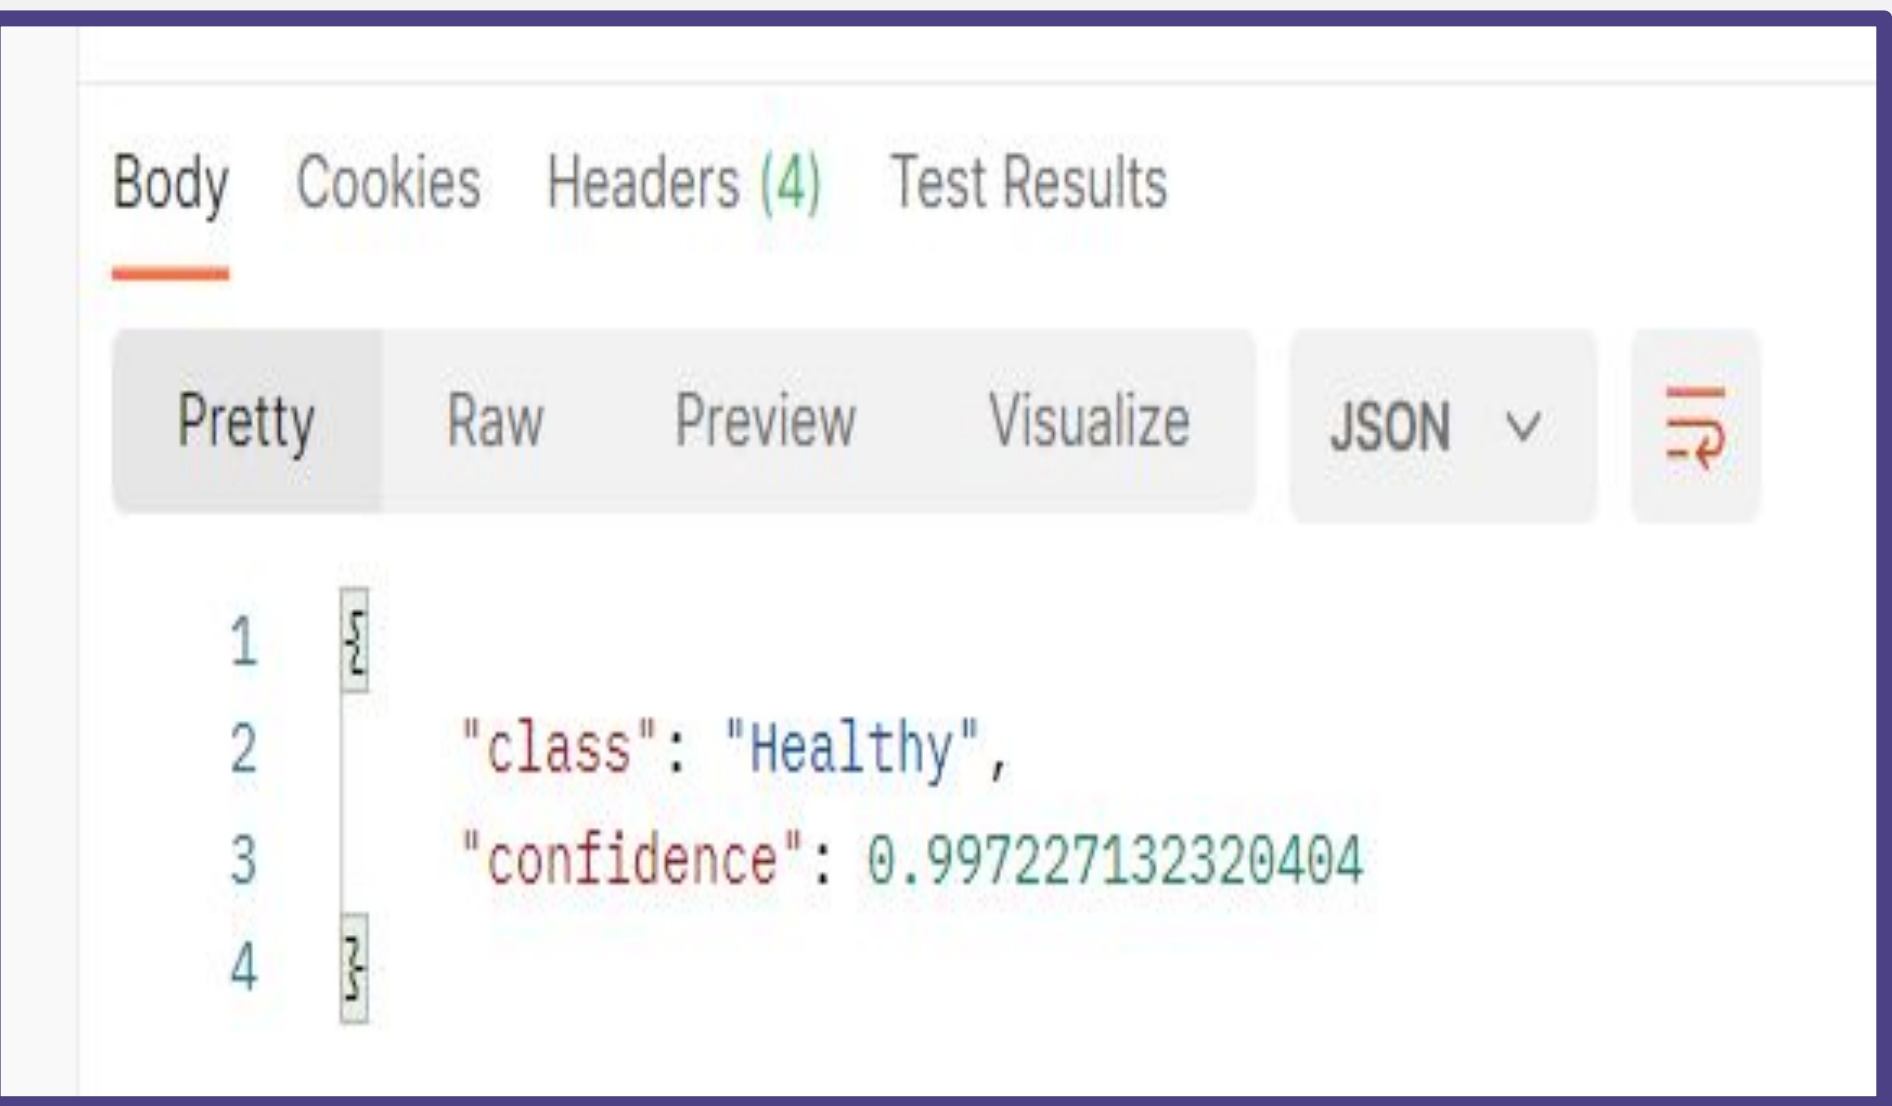 Body Cookies Headers (4) Test Results
Pretty Raw Preview Visualize JSON
1 {
2 "class": "Healthy",
3 "confidence": 0.997227132320404
4 }